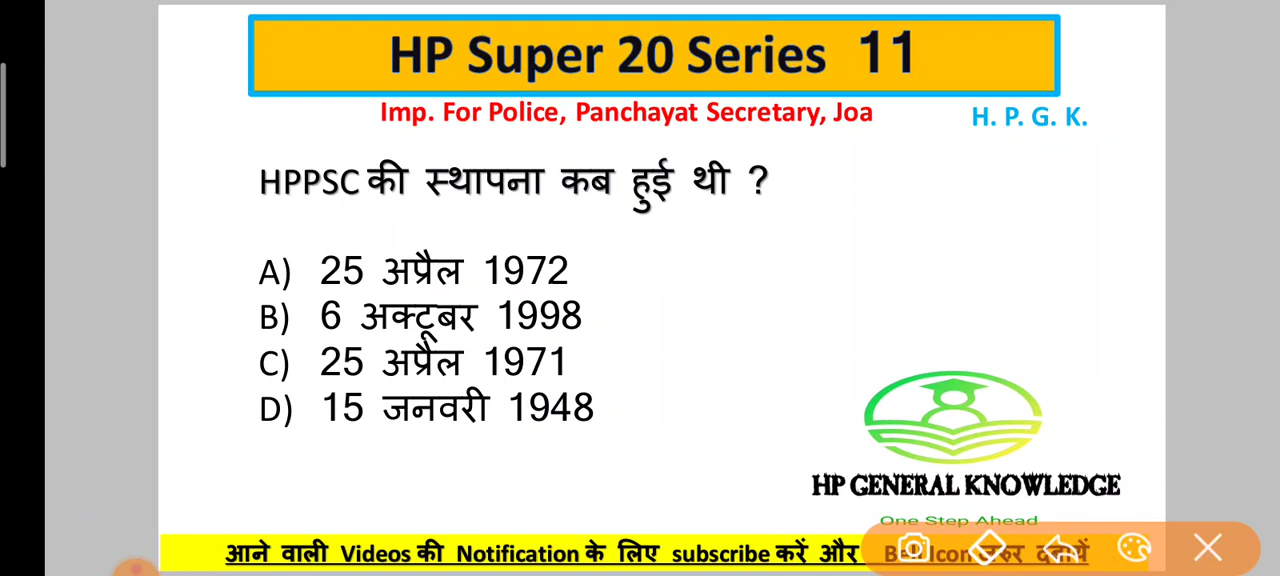 HP Super 20 Series 11
Imp. For Police, Panchayat Secretary, Joa
H. P. G. K.
HPPSC की स्थापना कब हुई थी ?
A) 25 अप्रैल 1972
B) 6 अक्टूबर 1998
C) 25 अप्रैल 1971
D) 15 जनवरी 1948
HP GENERAL KNOWLEDGE
One Step Ahead
आने वाली Videos की Notification के लिए subscribe करें और